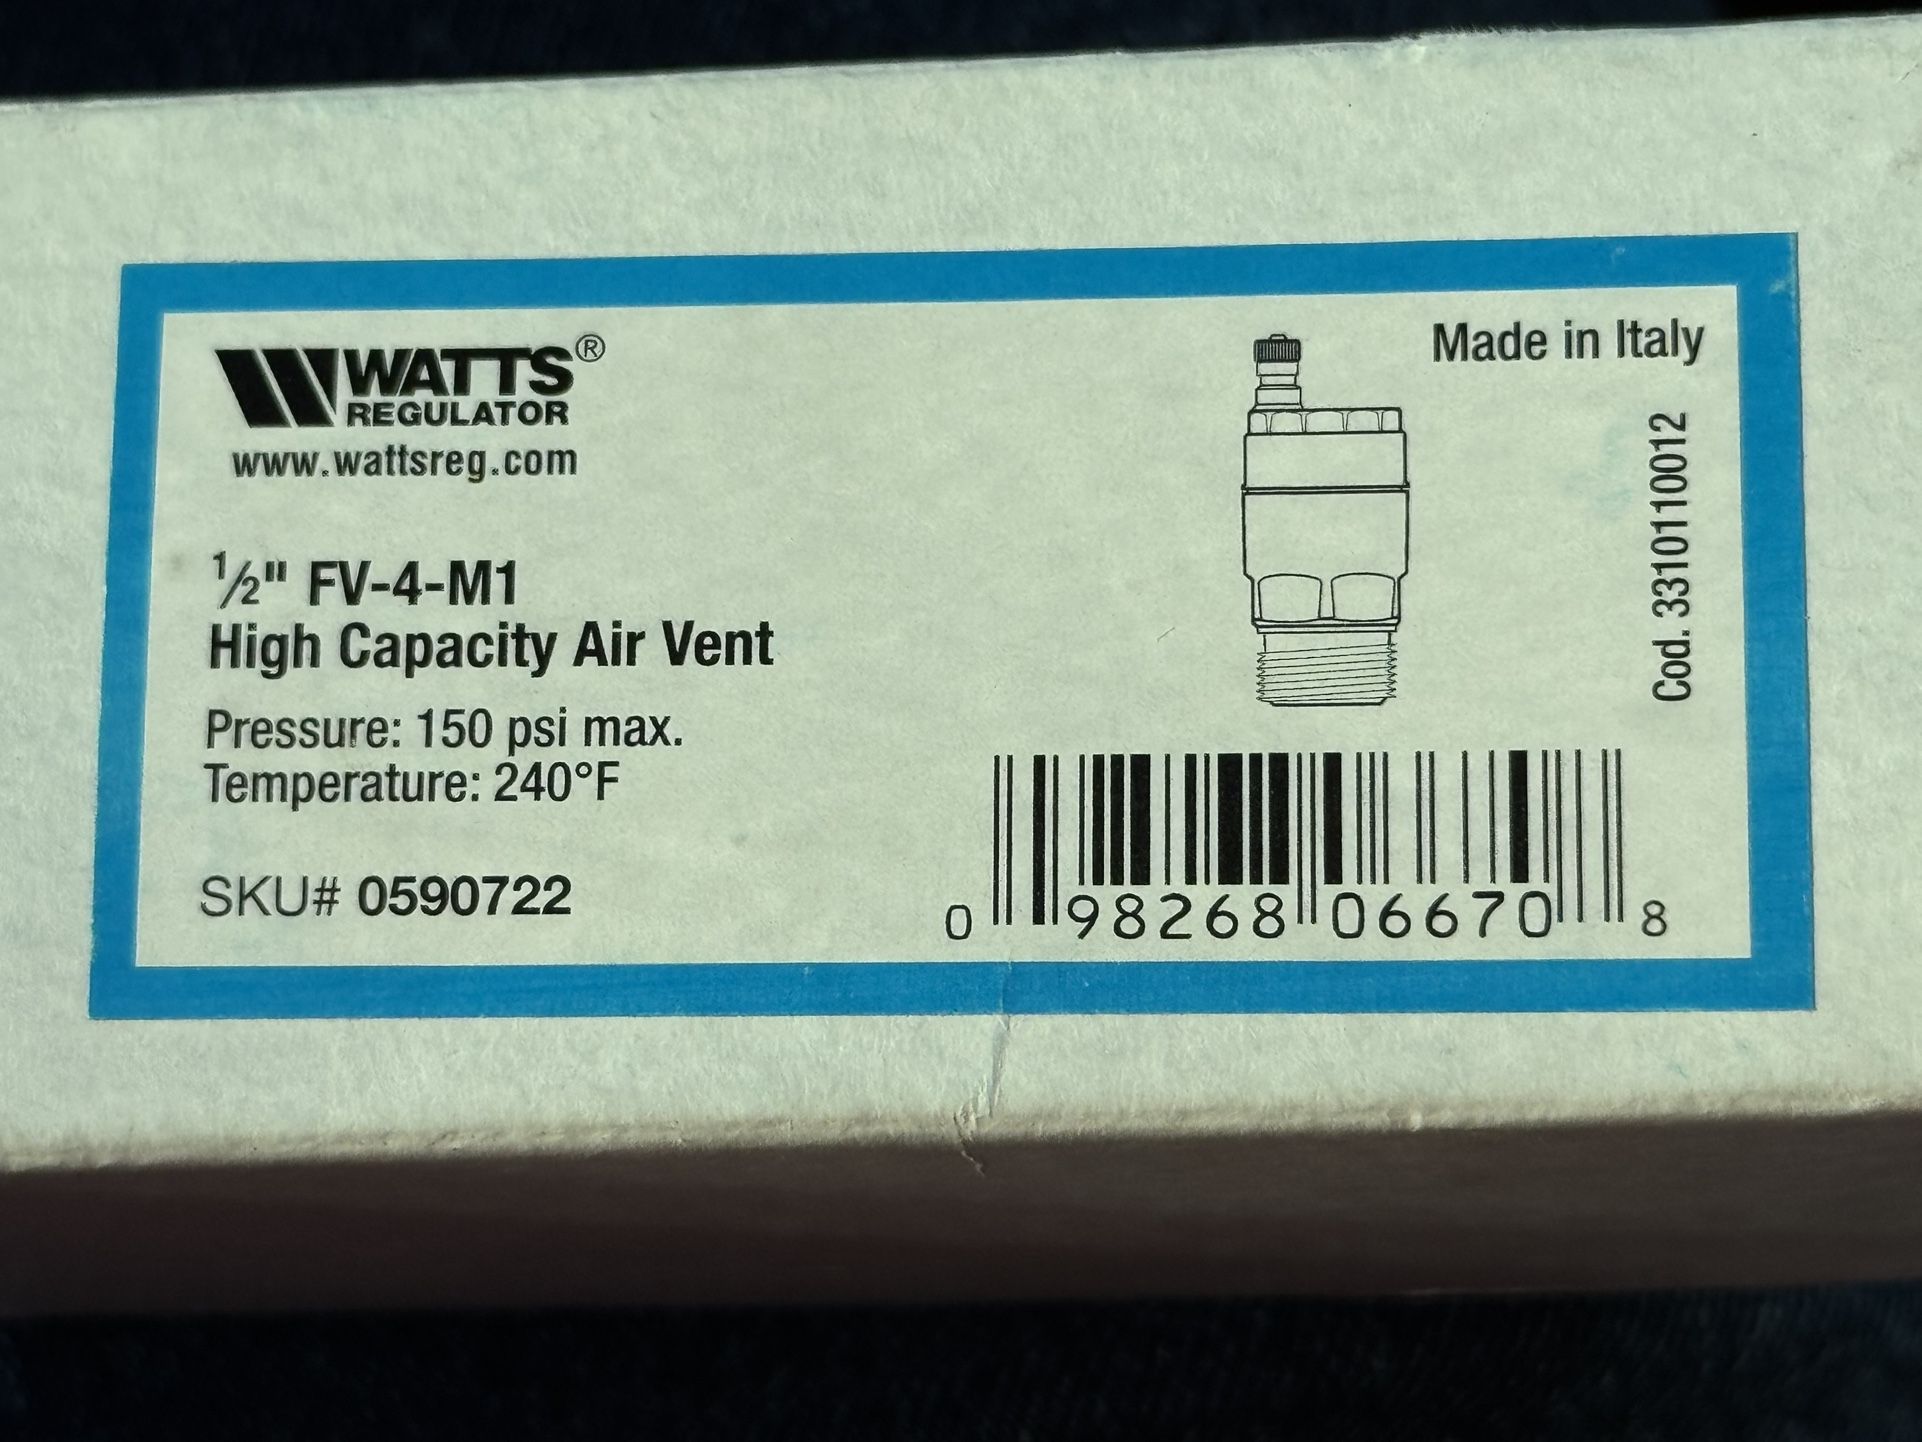 WATTS®
REGULATOR
www.wattsreg.com
Made in Italy
½" FV-4-M1
High Capacity Air Vent
Pressure: 150 psi max.
Temperature: 240°F
SKU# 0590722
Cod. 3310110012
0 98268 06670 8